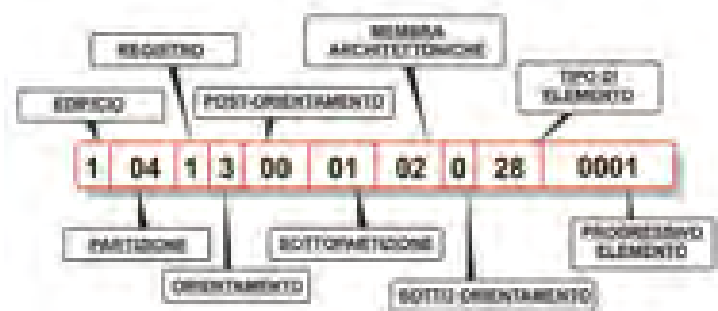 MEMBRA
ARCHITETTONICHE
REGISTRO
TIPO DI
ELEMENTO
EDIFICIO
POST-ORIENTAMENTO
1 04 1 3 00 01 02 0 28 0001
PARTIZIONE
SOTTOPARTIZIONE
PROGRESSIVO
ELEMENTO
ORIENTAMENTO
SOTTO ORIENTAMENTO